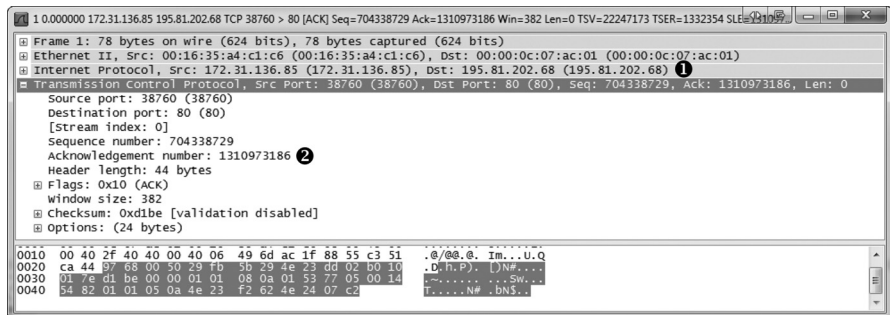 1 0.000000 172.31.136.85 195.81.202.68 TCP 38760 > 80 [ACK] Seq=704338729 Ack=1310973186 Win=382 Len=0 TSV=22247173 TSER=1332354
Frame 1: 78 bytes on wire (624 bits), 78 bytes captured (624 bits)
Ethernet II, Src: 00:16:35:a4:c1:c6 (00:16:35:a4:c1:c6), Dst: 00:00:0c:07:ac:01 (00:00:0c:07:ac:01)
Internet Protocol, Src: 172.31.136.85 (172.31.136.85), Dst: 195.81.202.68 (195.81.202.68) 1
Transmission Control Protocol, Src Port: 38760 (38760), Dst Port: 80 (80), Seq: 704338729, Ack: 1310973186, Len: 0
Source port: 38760 (38760)
Destination port: 80 (80)
[Stream index: 0]
Sequence number: 704338729
Acknowledgement number: 1310973186 2
Header length: 44 bytes
Flags: 0x10 (ACK)
Window size: 382
Checksum: 0xd1be [validation disabled]
Options: (24 bytes)
0010 00 40 2f 40 40 00 40 06 49 6d ac 1f 88 55 c3 51 .@/@@.@. Im...U.Q
0020 ca 44 97 68 00 50 29 fb 5b 29 4e 23 dd 02 b0 10 .D.h.P). [)N#....
0030 01 7e d1 be 00 00 01 01 08 0a 01 53 77 05 00 14 .~...... ...Sw...
0040 54 82 01 01 05 0a 4e 23 f2 62 4e 24 07 c2 T.....N# .bN$..